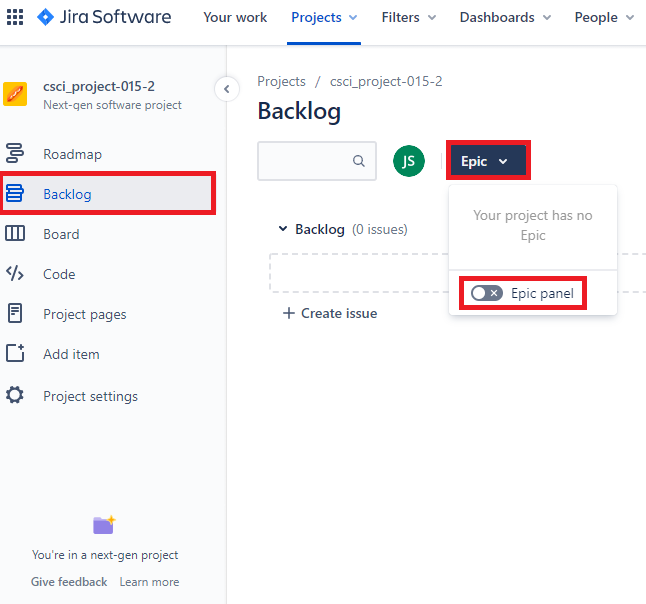 Jira Software Your work Projects Filters Dashboards People
csci_project-015-2
Next-gen software project
Roadmap
Backlog
Board
Code
Project pages
Add item
Project settings
You're in a next-gen project
Give feedback Learn more
Projects / csci_project-015-2
Backlog
JS
Epic
Your project has no
Epic
Epic panel
Backlog (0 issues)
+ Create issue